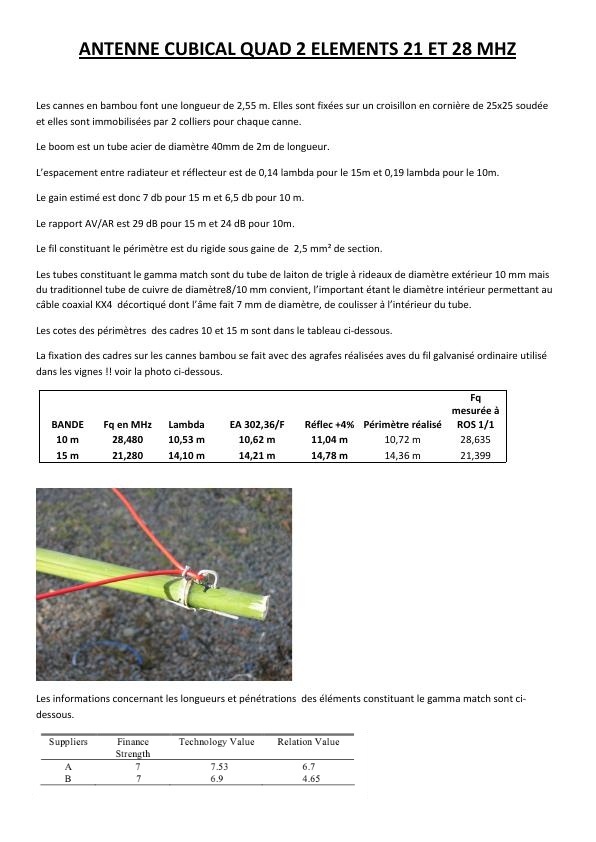 ANTENNE CUBICAL QUAD 2 ELEMENTS 21 ET 28 MHZ
Les cannes en bambou font une longueur de 2,55 m. Elles sont fixées sur un croisillon en cornière de 25x25 soudée
et elles sont immobilisées par 2 colliers pour chaque canne.
Le boom est un tube acier de diamètre 40mm de 2m de longueur.
L'espacement entre radiateur et réflecteur est de 0,14 lambda pour le 15m et 0,19 lambda pour le 10m.
Le gain estimé est donc 7 db pour 15 m et 6,5 db pour 10 m.
Le rapport AV/AR est 29 dB pour 15 m et 24 dB pour 10m.
Le fil constituant le périmètre est du rigide sous gaine de 2,5 mm² de section.
Les tubes constituant le gamma match sont du tube de laiton de trigle à rideaux de diamètre extérieur 10 mm mais
du traditionnel tube de cuivre de diamètre8/10 mm convient, l'important étant le diamètre intérieur permettant au
câble coaxial KX4 décortiqué dont l'âme fait 7 mm de diamètre, de coulisser à l'intérieur du tube.
Les cotes des périmètres des cadres 10 et 15 m sont dans le tableau ci-dessous.
La fixation des cadres sur les cannes bambou se fait avec des agrafes réalisées aves du fil galvanisé ordinaire utilisé
dans les vignes !! voir la photo ci-dessous.
Fq
mesurée à
BANDE Fq en MHz Lambda EA 302,36/F Réflec +4% Périmètre réalisé ROS 1/1
10 m 28,480 10,53 m 10,62 m 11,04 m 10,72 m 28,635
15 m 21,280 14,10 m 14,21 m 14,78 m 14,36 m 21,399
Les informations concernant les longueurs et pénétrations des éléments constituant le gamma match sont ci-
dessous.
Suppliers Finance Technology Value Relation Value
Strength
A 7 7.53 6.7
B 7 6.9 4.65